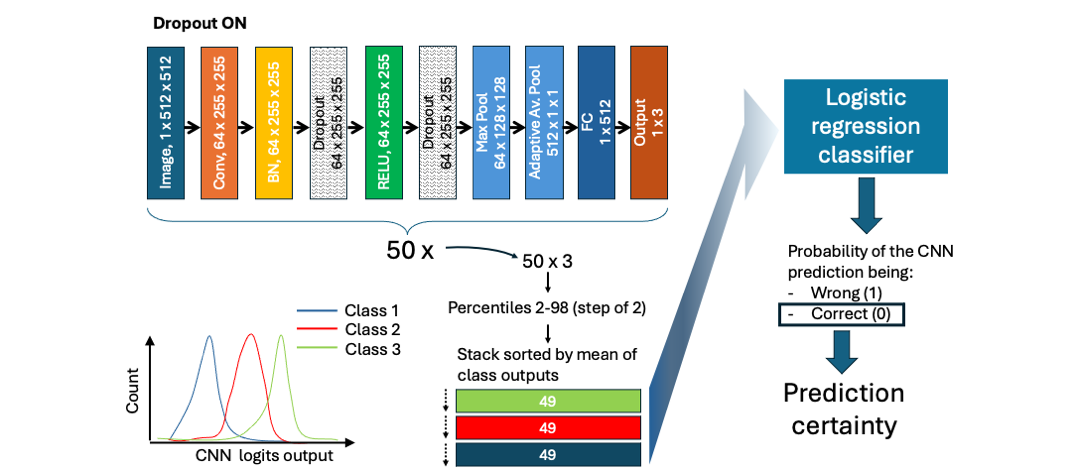 Dropout ON
Image, 1 x 512 x 512
Conv, 64 x 255 x 255
BN, 64 x 255 x 255
Dropout
64 x 255 x 255
RELU, 64 x 255 x 255
Dropout
64 x 255 x 255
Max Pool
64 x 128 x 128
Adaptive Av. Pool
512 x 1 x 1
FC
1 x 512
Output
1 x 3
50 x
50 x 3
Percentiles 2-98 (step of 2)
Stack sorted by mean of
class outputs
49
49
49
Class 1
Class 2
Class 3
Count
CNN logits output
Logistic
regression
classifier
Probability of the CNN
prediction being:
- Wrong (1)
- Correct (0)
Prediction
certainty